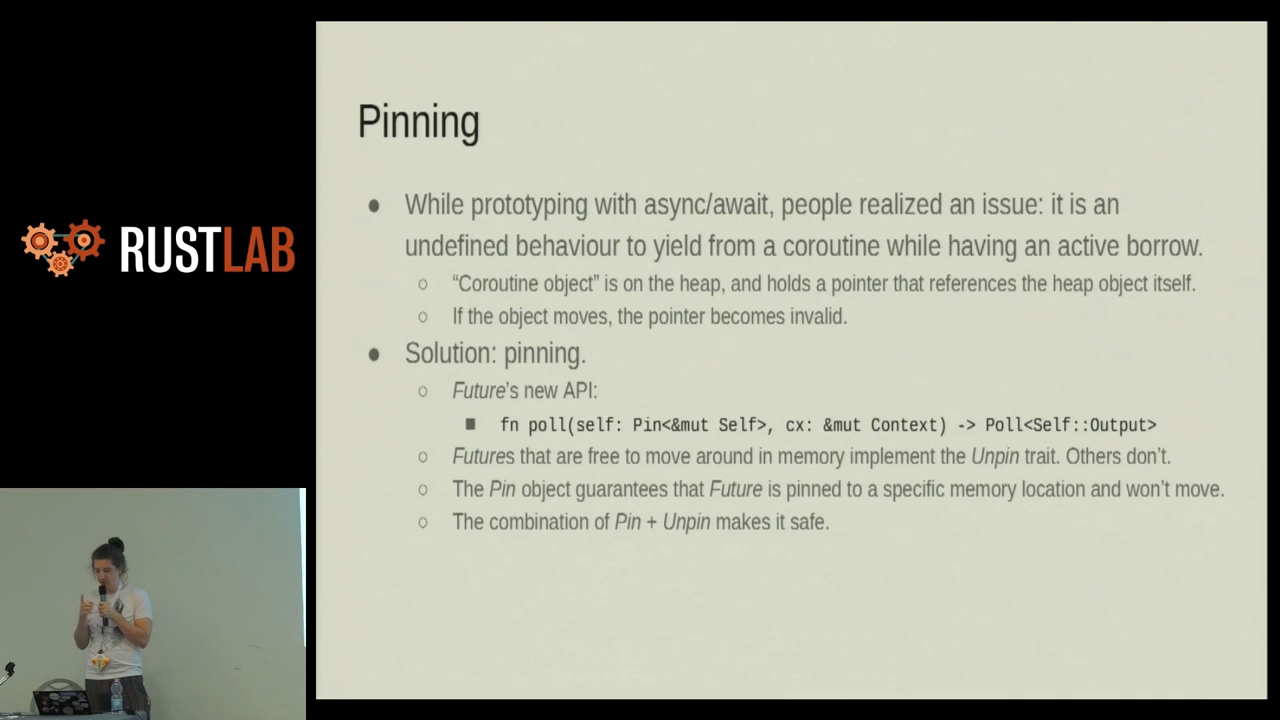 RUSTLAB
Pinning
● While prototyping with async/await, people realized an issue: it is an
undefined behaviour to yield from a coroutine while having an active borrow.
○ “Coroutine object” is on the heap, and holds a pointer that references the heap object itself.
○ If the object moves, the pointer becomes invalid.
● Solution: pinning.
○ Future’s new API:
■ fn poll(self: Pin<&mut Self>, cx: &mut Context) -> Poll<Self::Output>
○ Futures that are free to move around in memory implement the Unpin trait. Others don’t.
○ The Pin object guarantees that Future is pinned to a specific memory location and won’t move.
○ The combination of Pin + Unpin makes it safe.